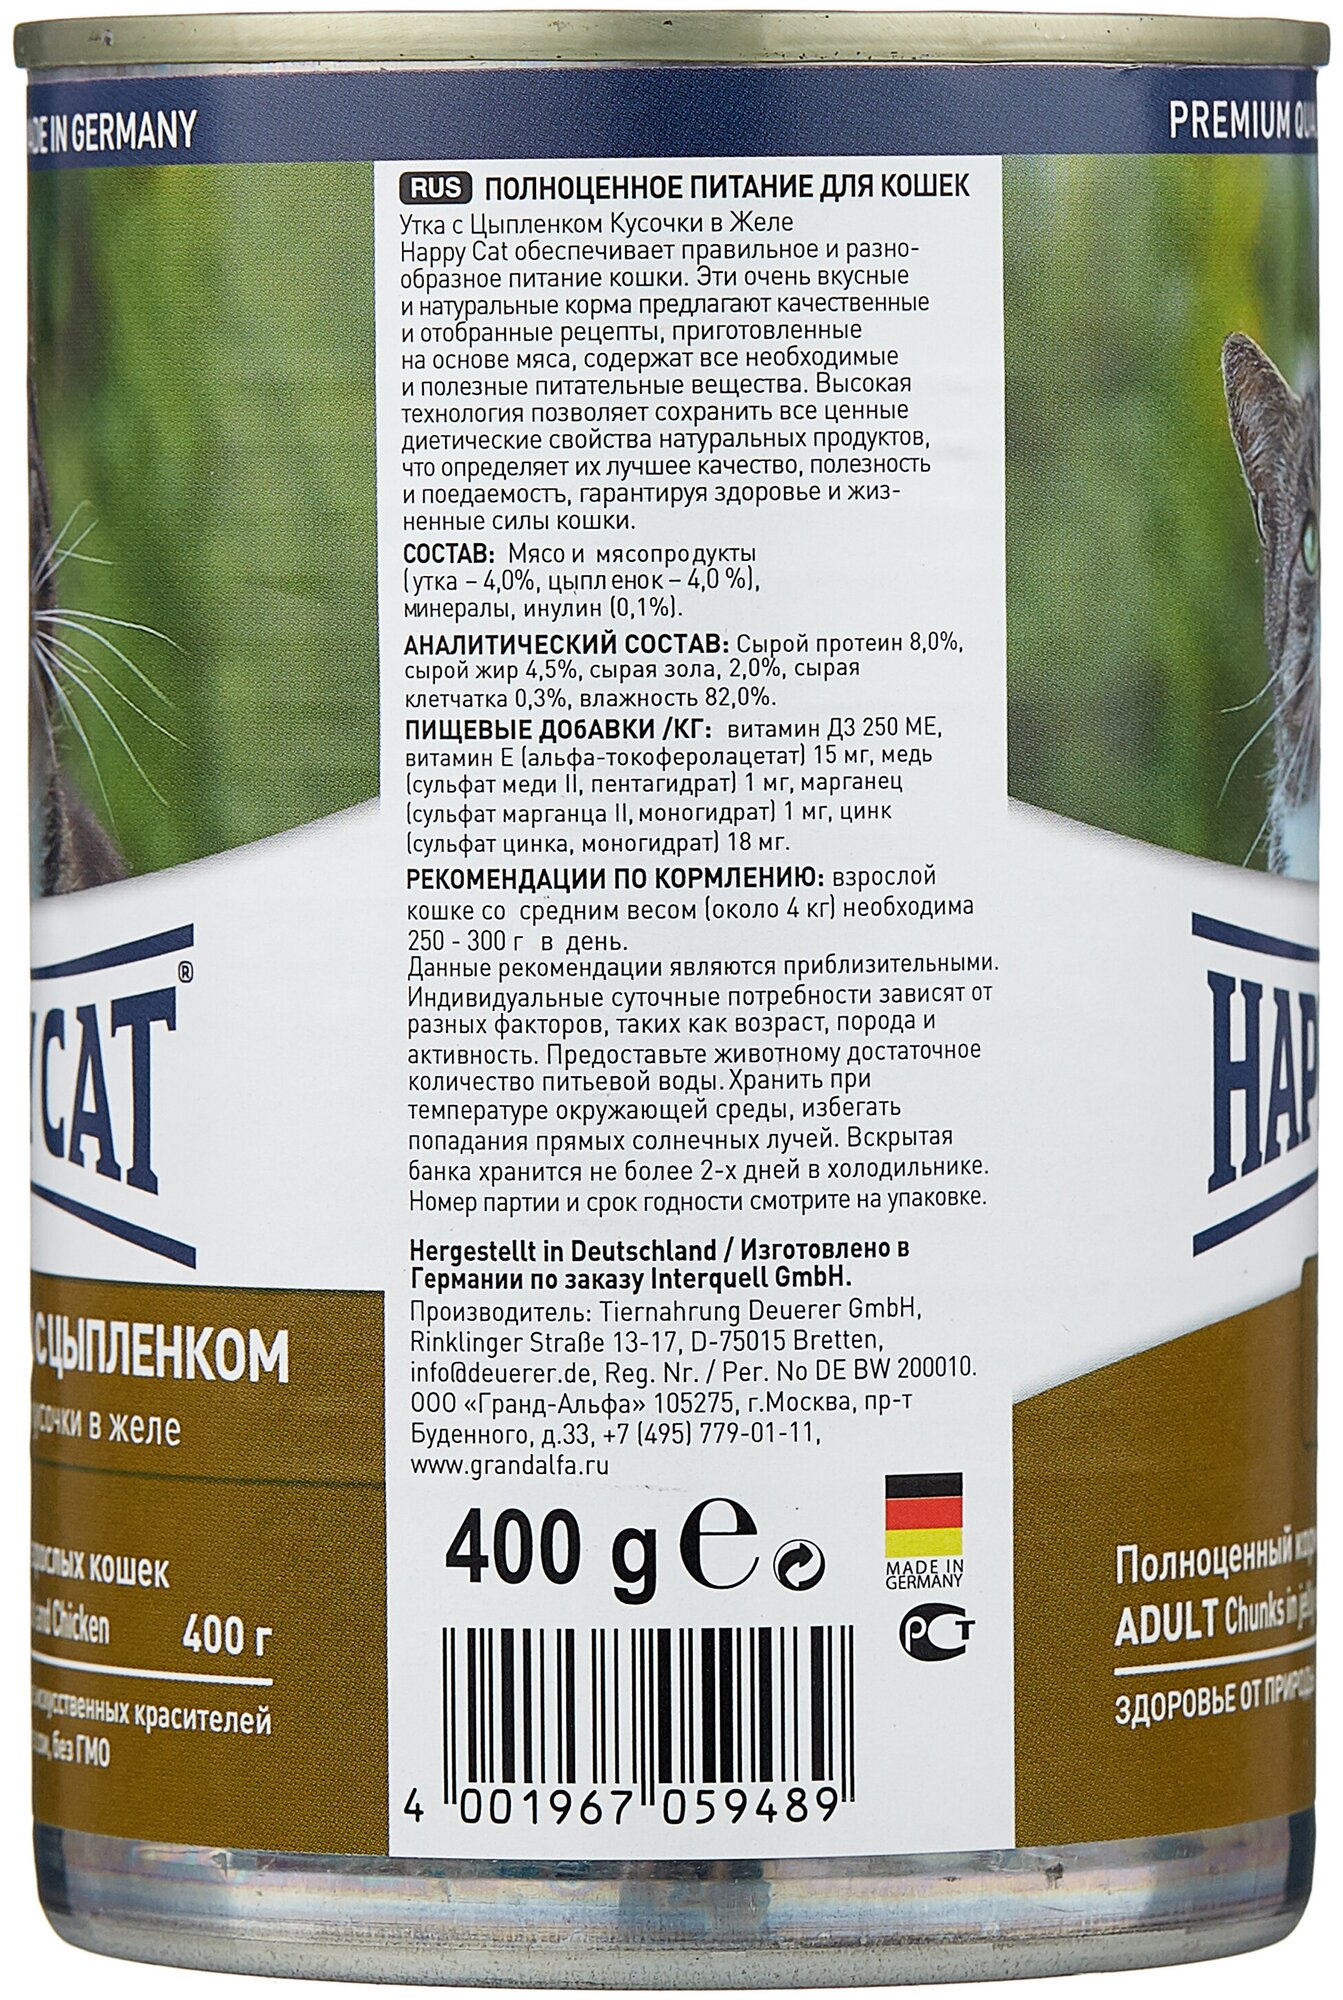 IN GERMANY
PREMIUM
RUS ПОЛНОЦЕННОЕ ПИТАНИЕ ДЛЯ КОШЕК
Утка с Цыпленком Кусочки в Желе
Happy Cat обеспечивает правильное и разно-
образное питание кошки. Эти очень вкусные
и натуральные корма предлагают качественные
и отобранные рецепты, приготовленные
на основе мяса, содержат все необходимые
и полезные питательные вещества. Высокая
технология позволяет сохранить все ценные
диетические свойства натуральных продуктов,
что определяет их лучшее качество, полезность
и поедаемость, гарантируя здоровье и жиз-
ненные силы кошки.
СОСТАВ: Мясо и мясопродукты
(утка – 4,0%, цыпленок – 4,0 %),
минералы, инулин (0,1%).
АНАЛИТИЧЕСКИЙ СОСТАВ: Сырой протеин 8,0%,
сырой жир 4,5%, сырая зола, 2,0%, сырая
клетчатка 0,3%, влажность 82,0%.
ПИЩЕВЫЕ ДОБАВКИ /КГ: витамин Д3 250 МЕ,
витамин Е (альфа-токоферолацетат) 15 мг, медь
(сульфат меди II, пентагидрат) 1 мг, марганец
(сульфат марганца II, моногидрат) 1 мг, цинк
(сульфат цинка, моногидрат) 18 мг.
РЕКОМЕНДАЦИИ ПО КОРМЛЕНИЮ: взрослой
кошке со средним весом (около 4 кг) необходима
250 - 300 г в день.
Данные рекомендации являются приблизительными.
Индивидуальные суточные потребности зависят от
разных факторов, таких как возраст, порода и
активность. Предоставьте животному достаточное
количество питьевой воды. Хранить при
температуре окружающей среды, избегать
попадания прямых солнечных лучей. Вскрытая
банка хранится не более 2-х дней в холодильнике.
Номер партии и срок годности смотрите на упаковке.
Hergestellt in Deutschland / Изготовлено в
Германии по заказу Interquell GmbH.
Производитель: Tiernahrung Deuerer GmbH,
Rinklinger Straße 13-17, D-75015 Bretten,
info@deuerer.de, Reg. Nr. / Per. No DE BW 200010.
ООО «Гранд-Альфа» 105275, г.Москва, пр-т
Буденного, д.33, +7 (495) 779-01-11,
www.grandalfa.ru
400 g e
MADE IN
GERMANY
РСТ
4 001967 059489
CAT®
С ЦЫПЛЕНКОМ
в желе
кошек
Chicken 400 г
красителей
без ГМО
HAP
Полноценный
ADULT Chunks in
ЗДОРОВЬЕ ОТ